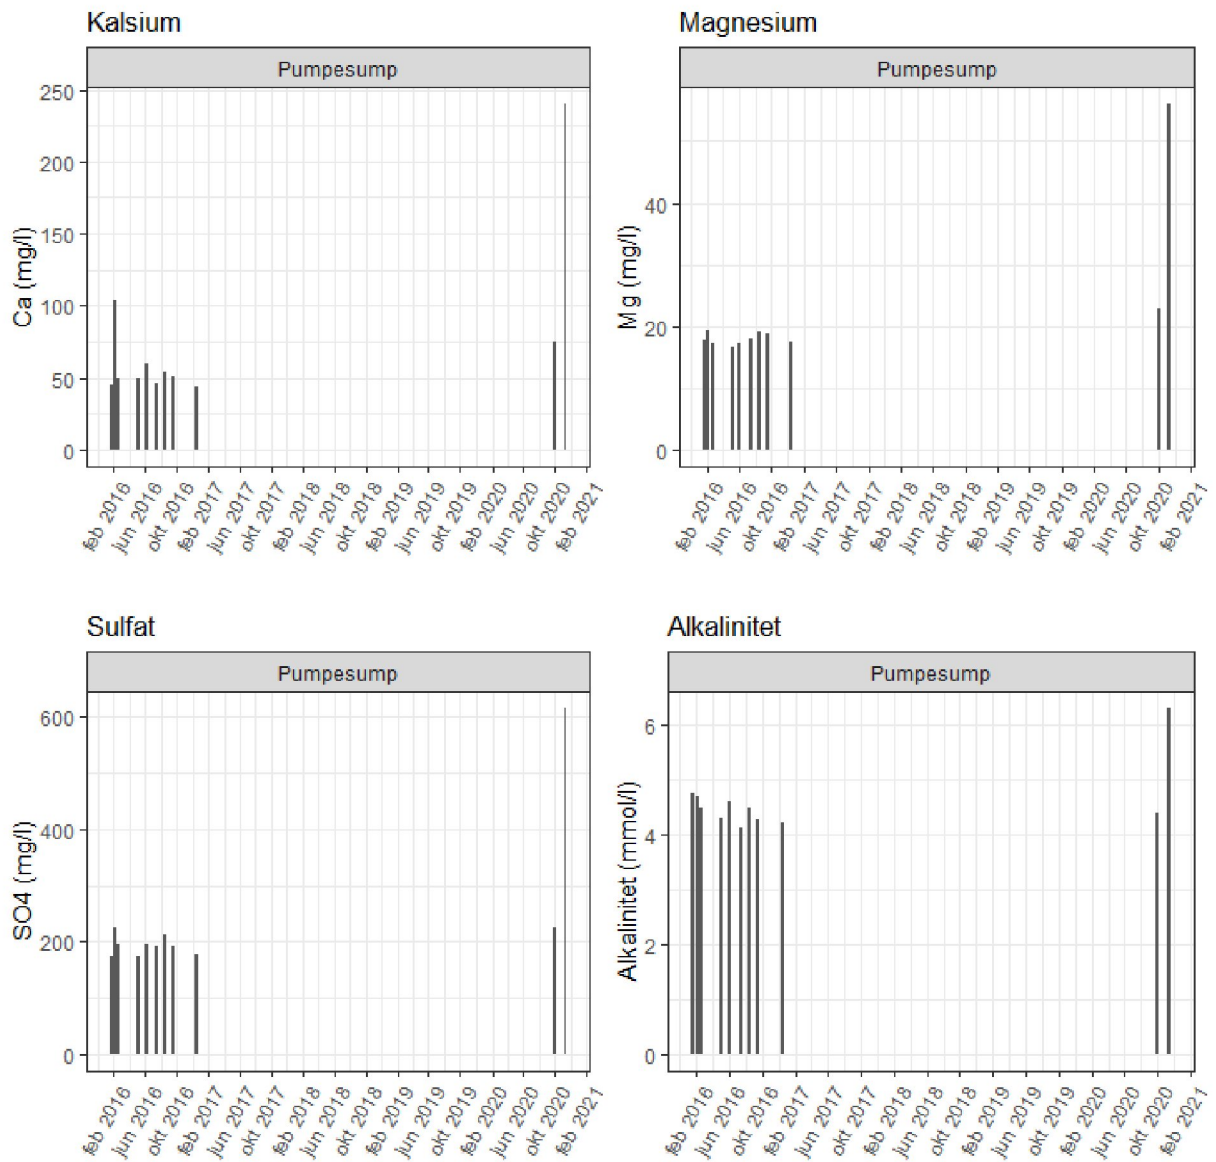 Kalsium
Pumpesump
Ca (mg/l)
250
200
150
100
50
0
feb 2016
jun 2016
okt 2016
feb 2017
jun 2017
okt 2017
feb 2018
jun 2018
okt 2018
feb 2019
jun 2019
okt 2019
feb 2020
jun 2020
okt 2020
feb 2021
Magnesium
Pumpesump
Mg (mg/l)
40
20
0
feb 2016
jun 2016
okt 2016
feb 2017
jun 2017
okt 2017
feb 2018
jun 2018
okt 2018
feb 2019
jun 2019
okt 2019
feb 2020
jun 2020
okt 2020
feb 2021
Sulfat
Pumpesump
SO4 (mg/l)
600
400
200
0
feb 2016
jun 2016
okt 2016
feb 2017
jun 2017
okt 2017
feb 2018
jun 2018
okt 2018
feb 2019
jun 2019
okt 2019
feb 2020
jun 2020
okt 2020
feb 2021
Alkalinitet
Pumpesump
Alkalinitet (mmol/l)
6
4
2
0
feb 2016
jun 2016
okt 2016
feb 2017
jun 2017
okt 2017
feb 2018
jun 2018
okt 2018
feb 2019
jun 2019
okt 2019
feb 2020
jun 2020
okt 2020
feb 2021